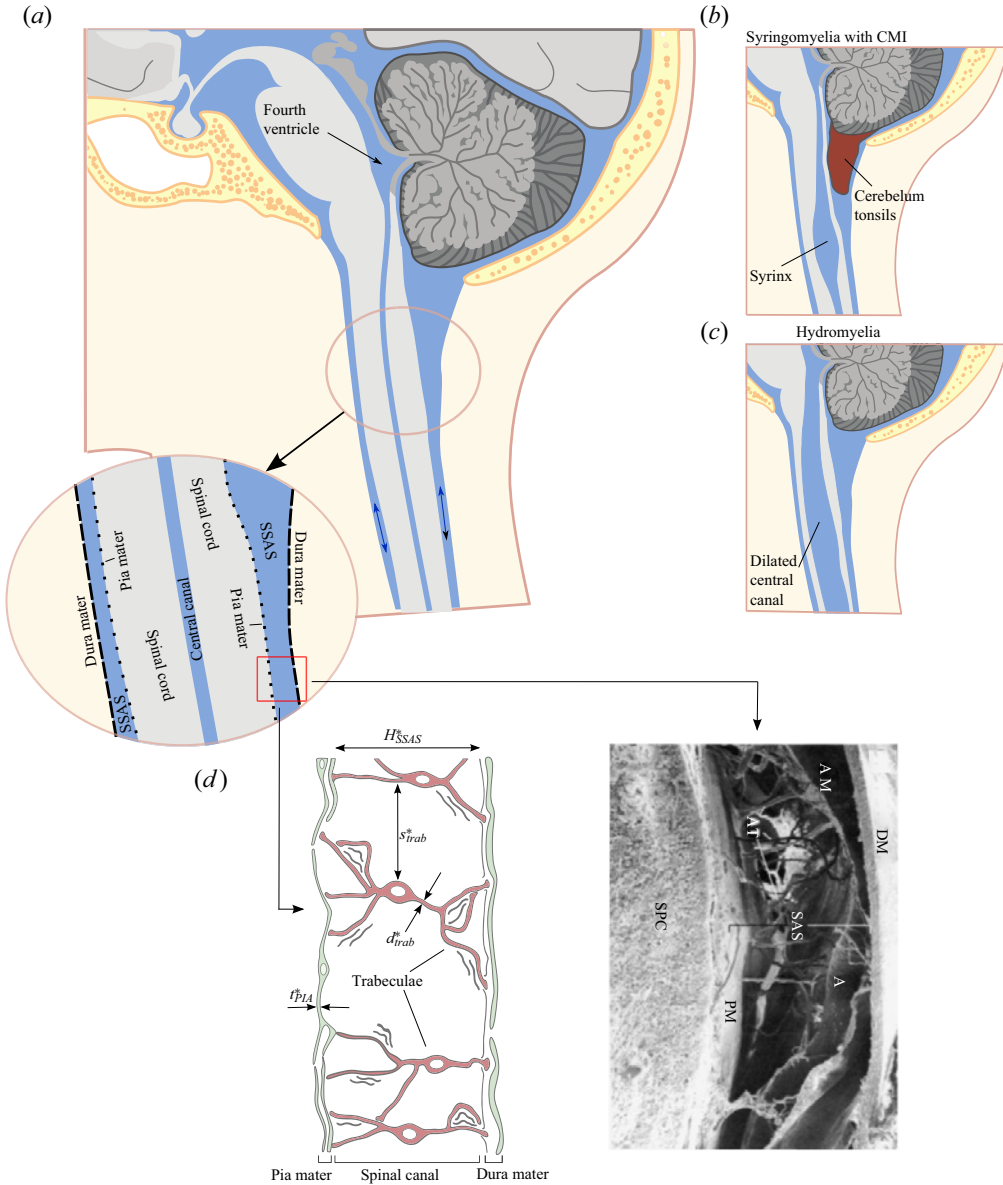 (a)
Fourth
ventricle
(b)
Syringomyelia with CMI
Cerebelum
tonsils
Syrinx
(c)
Hydromyelia
Dilated
central
canal
Dura mater
Pia mater
SSAS
Spinal cord
Central canal
Spinal cord
Pia mater
SSAS
Dura mater
(d)
H*SSAS
s*trab
d*trab
Trabeculae
t*PIA
Pia mater
Spinal canal
Dura mater
A M
AT
DM
SPC
SAS
A
PM